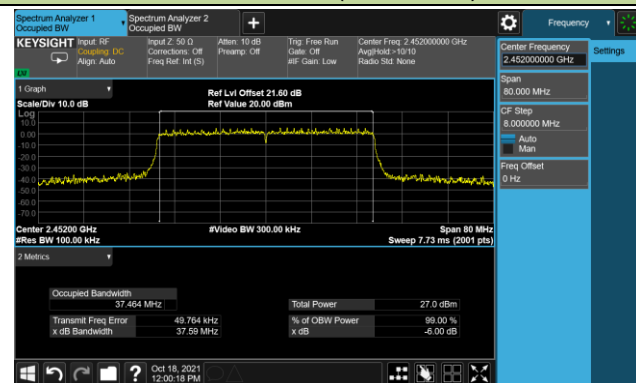 Spectrum Analyzer 1
Occupied BW
Spectrum Analyzer 2
Occupied BW
Frequency
KEYSIGHT
Input: RF
Coupling: DC
Align: Auto
Input Z: 50 Ω
Corrections: Off
Freq Ref: Int (S)
Atten: 10 dB
Preamp: Off
Trig: Free Run
Gate: Off
#IF Gain: Low
Center Freq: 2.452000000 GHz
Avg|Hold:>10/10
Radio Std: None
Center Frequency
2.452000000 GHz
Settings
Span
80.000 MHz
CF Step
8.000000 MHz
Auto
Man
Freq Offset
0 Hz
1 Graph
Scale/Div 10.0 dB
Ref Lvl Offset 21.60 dB
Ref Value 20.00 dBm
Log
10.0
0.00
-10.0
-20.0
-30.0
-40.0
-50.0
-60.0
-70.0
Center 2.45200 GHz
#Res BW 100.00 kHz
#Video BW 300.00 kHz
Span 80 MHz
Sweep 7.73 ms (2001 pts)
2 Metrics
Occupied Bandwidth
37.464 MHz
Total Power 27.0 dBm
Transmit Freq Error 49.764 kHz
% of OBW Power 99.00 %
x dB Bandwidth 37.59 MHz
x dB -6.00 dB
?
Oct 18, 2021
12:00:18 PM